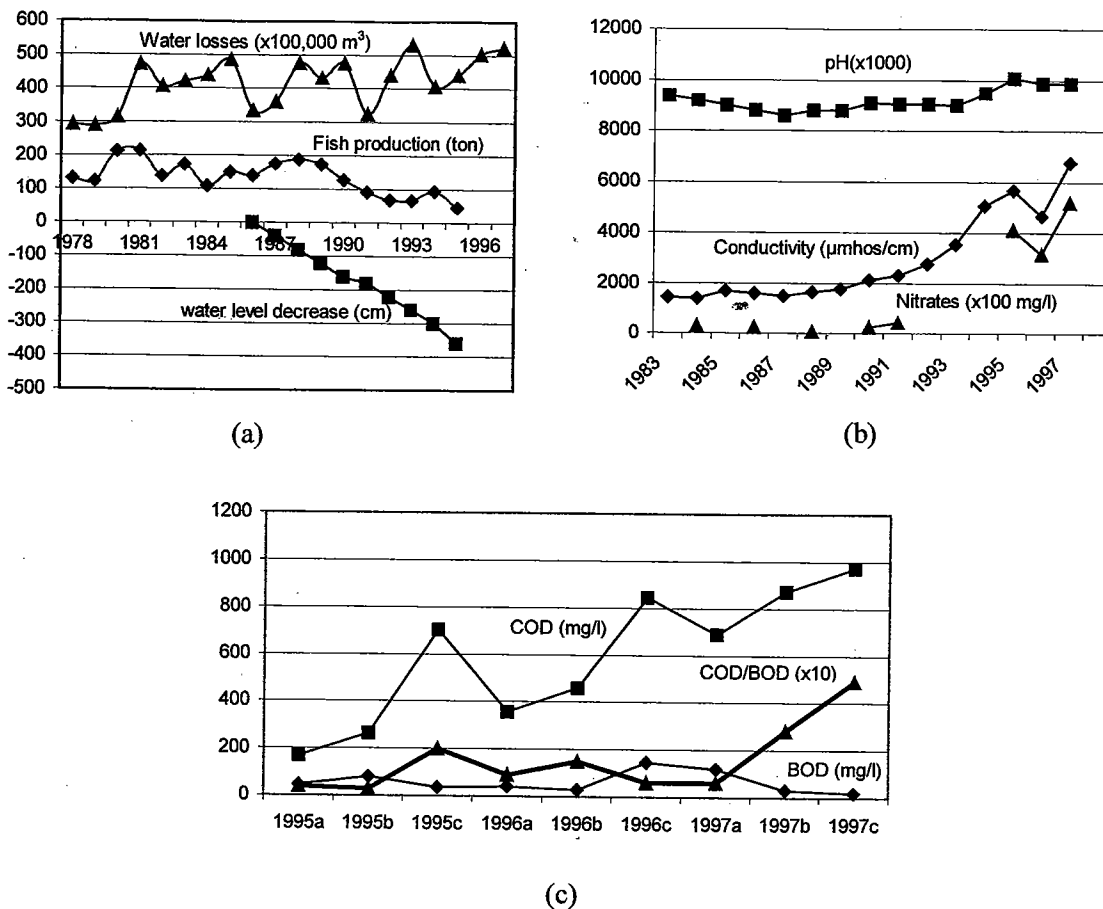 600
500
400
300
200
100
0
-100
-200
-300
-400
-500
Water losses (x100,000 m³)
Fish production (ton)
1978 1981 1984 1987 1990 1993 1996
water level decrease (cm)
(a)
12000
10000
8000
6000
4000
2000
0
pH(x1000)
Conductivity (µmhos/cm)
Nitrates (x100 mg/l)
1983 1985 1987 1989 1991 1993 1995 1997
(b)
1200
1000
800
600
400
200
0
COD (mg/l)
COD/BOD (x10)
BOD (mg/l)
1995a 1995b 1995c 1996a 1996b 1996c 1997a 1997b 1997c
(c)